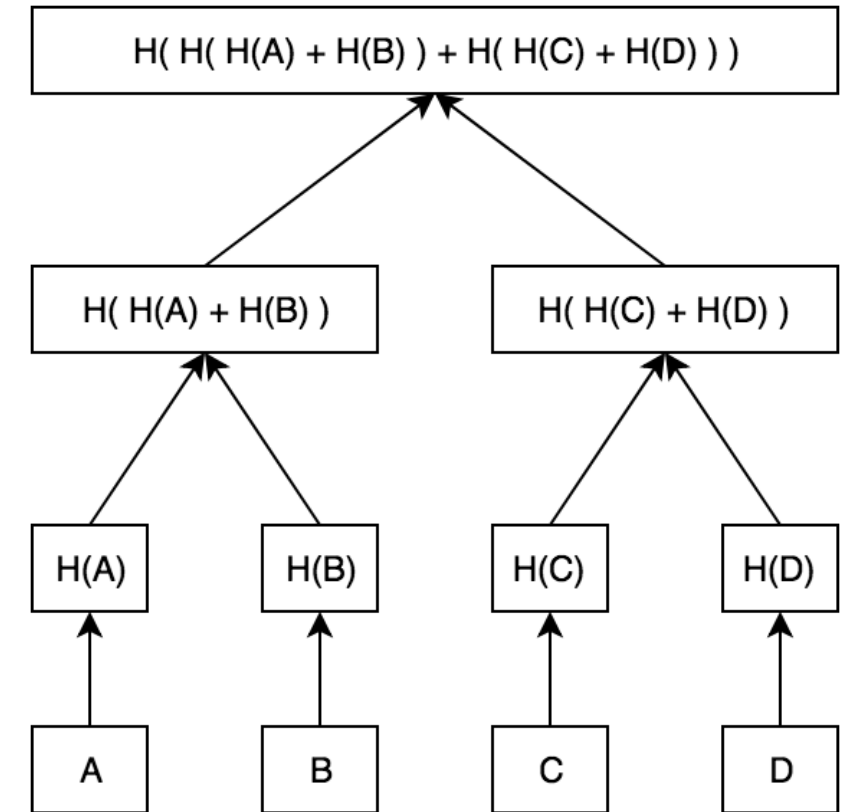 H( H( H(A) + H(B) ) + H( H(C) + H(D) ) )
H( H(A) + H(B) )
H( H(C) + H(D) )
H(A)
H(B)
H(C)
H(D)
A
B
C
D